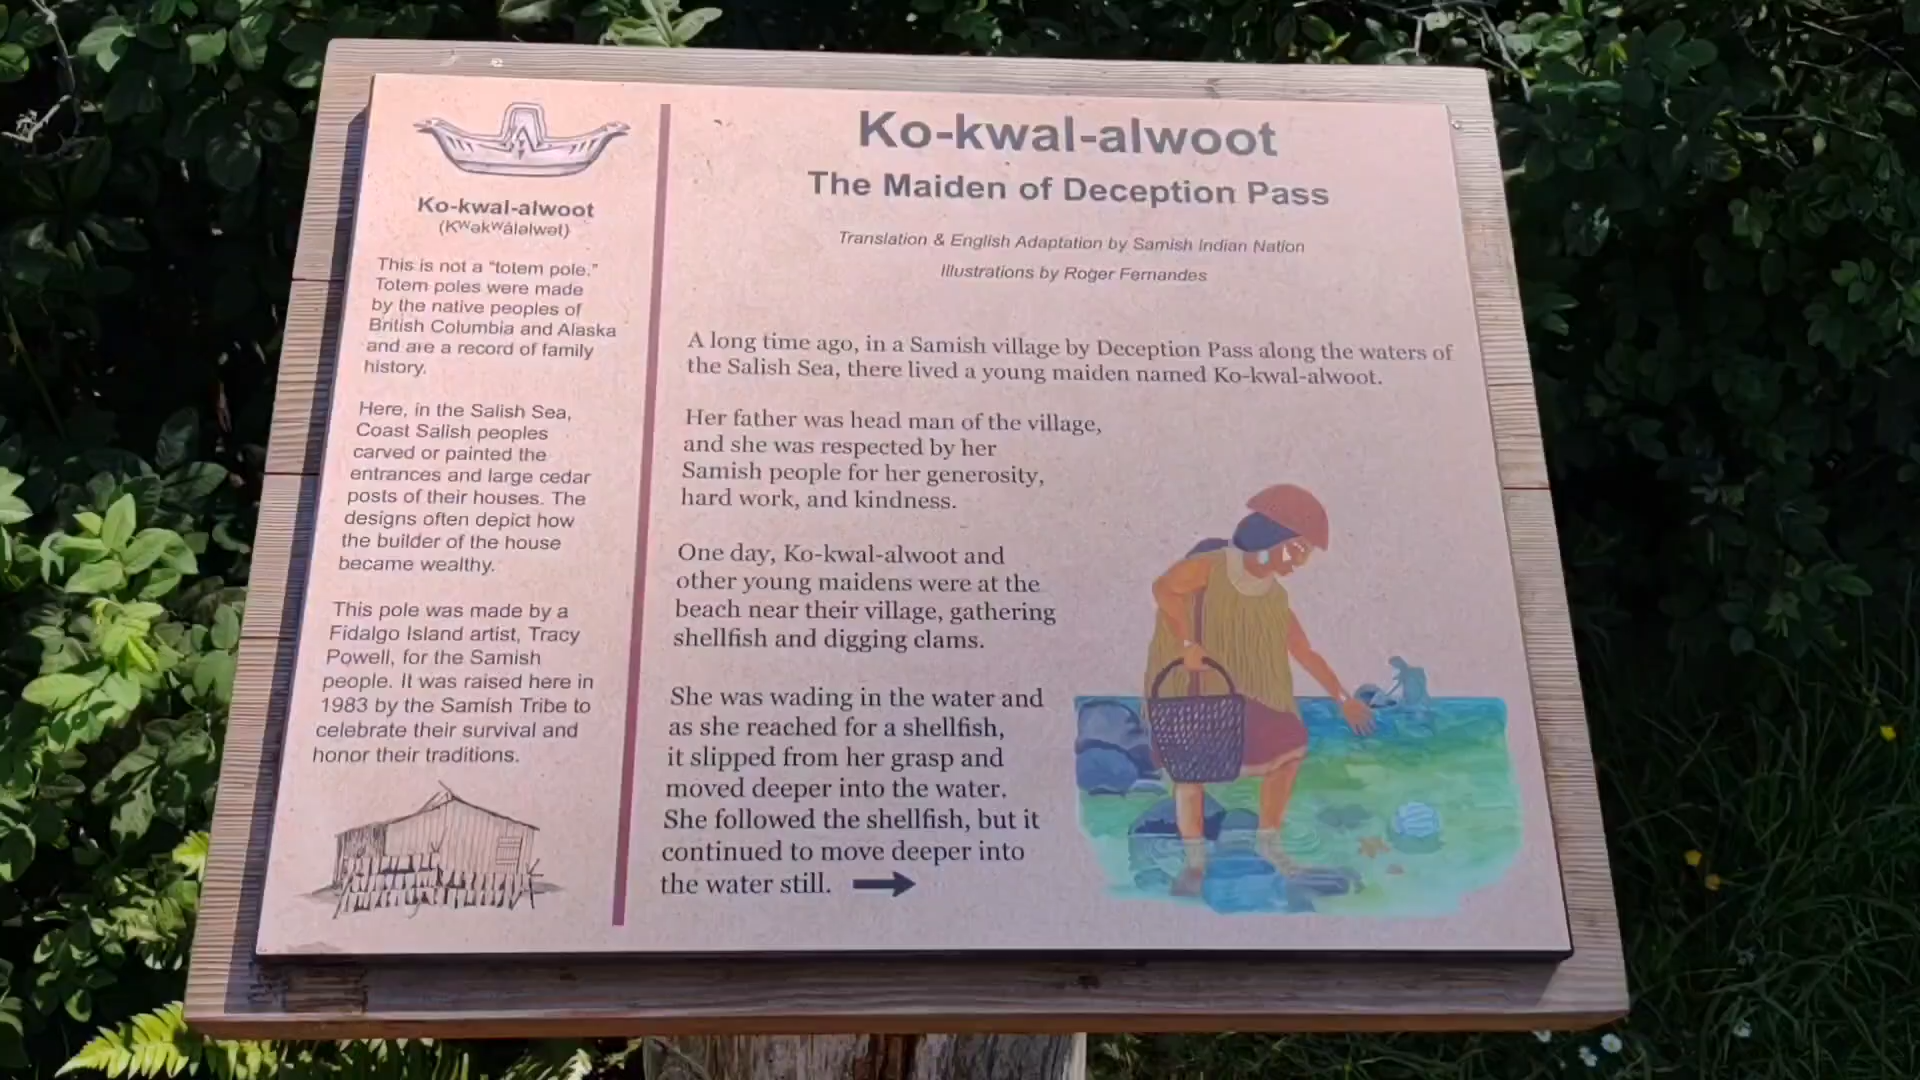 Ko-kwal-alwoot
(Kʷəkʷáləlwət)
This is not a “totem pole.”
Totem poles were made
by the native peoples of
British Columbia and Alaska
and are a record of family
history.
Here, in the Salish Sea,
Coast Salish peoples
carved or painted the
entrances and large cedar
posts of their houses. The
designs often depict how
the builder of the house
became wealthy.
This pole was made by a
Fidalgo Island artist, Tracy
Powell, for the Samish
people. It was raised here in
1983 by the Samish Tribe to
celebrate their survival and
honor their traditions.
Ko-kwal-alwoot
The Maiden of Deception Pass
Translation & English Adaptation by Samish Indian Nation
Illustrations by Roger Fernandes
A long time ago, in a Samish village by Deception Pass along the waters of
the Salish Sea, there lived a young maiden named Ko-kwal-alwoot.
Her father was head man of the village,
and she was respected by her
Samish people for her generosity,
hard work, and kindness.
One day, Ko-kwal-alwoot and
other young maidens were at the
beach near their village, gathering
shellfish and digging clams.
She was wading in the water and
as she reached for a shellfish,
it slipped from her grasp and
moved deeper into the water.
She followed the shellfish, but it
continued to move deeper into
the water still.